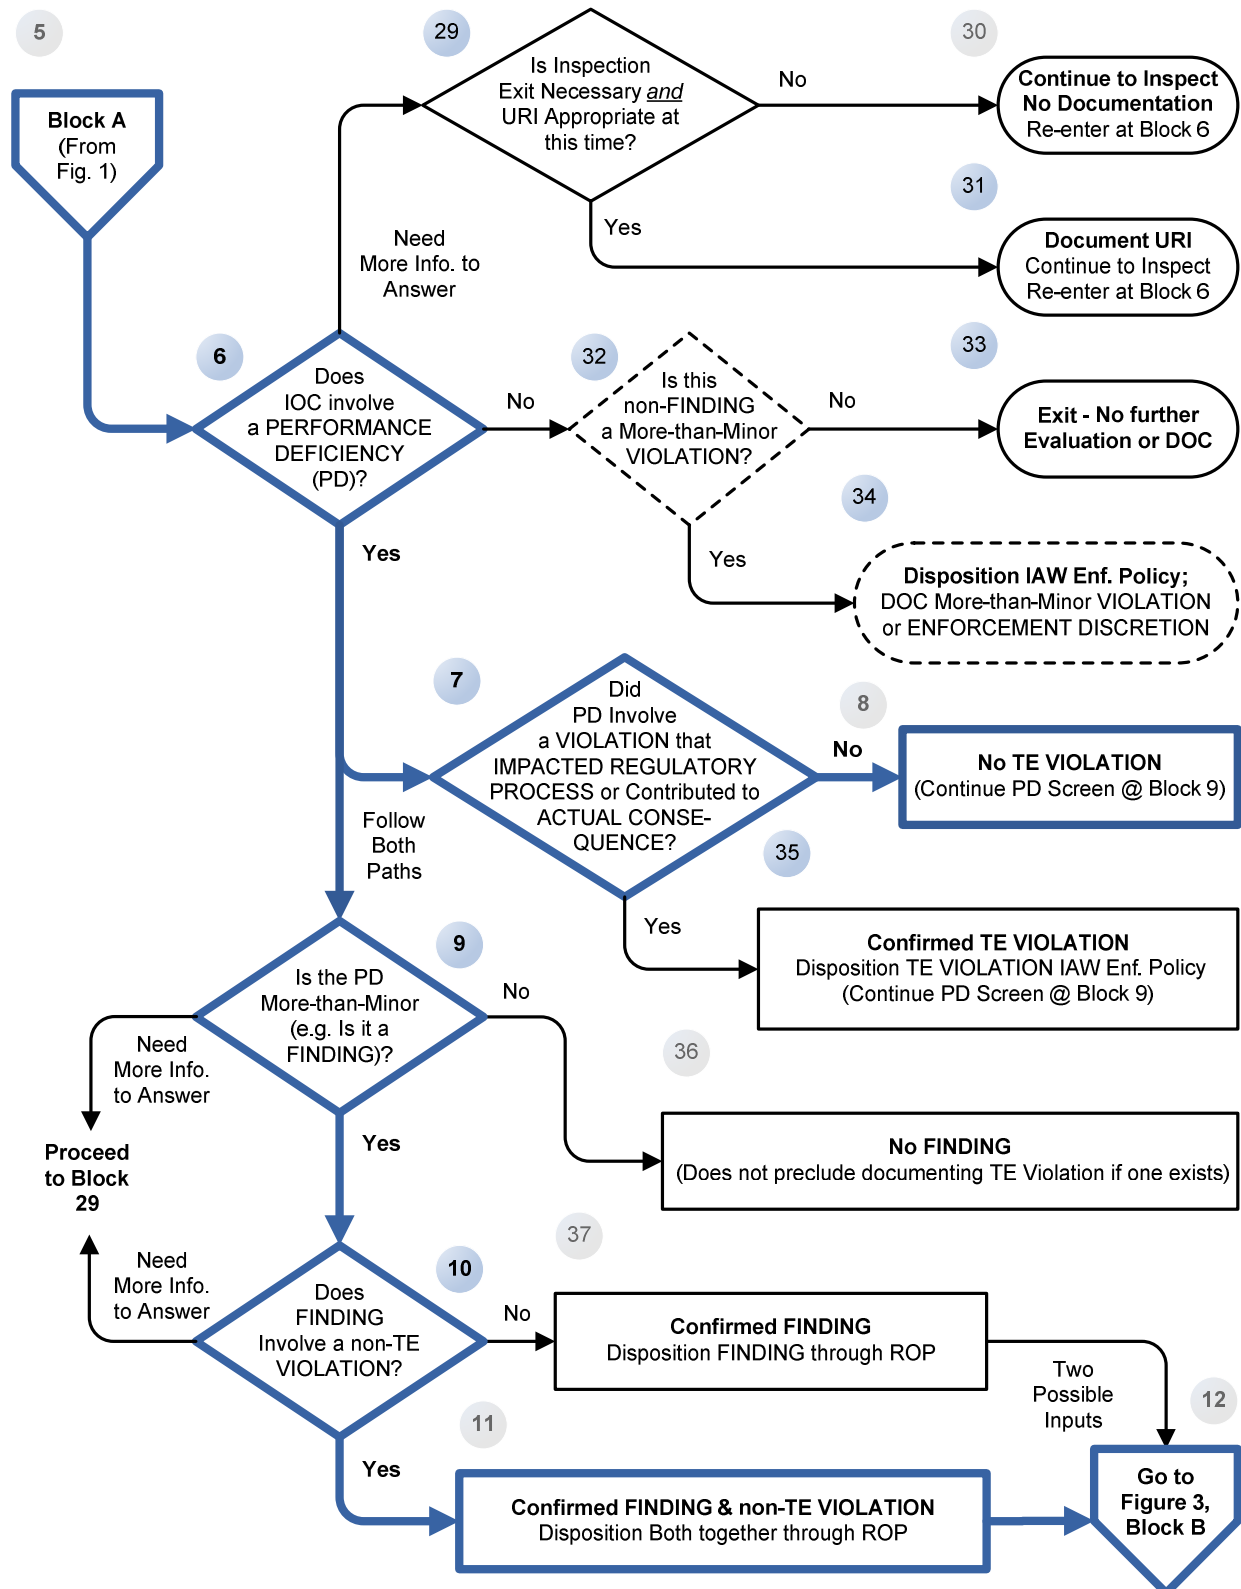 5
29
30
Block A
(From
Fig. 1)
Is Inspection
Exit Necessary and
URI Appropriate at
this time?
No
Continue to Inspect
No Documentation
Re-enter at Block 6
31
Yes
Document URI
Continue to Inspect
Re-enter at Block 6
Need
More Info. to
Answer
6
Does
IOC involve
a PERFORMANCE
DEFICIENCY
(PD)?
No
32
Is this
non-FINDING
a More-than-Minor
VIOLATION?
No
33
Exit - No further
Evaluation or DOC
34
Yes
Disposition IAW Enf. Policy;
DOC More-than-Minor VIOLATION
or ENFORCEMENT DISCRETION
Yes
7
Did
PD Involve
a VIOLATION that
IMPACTED REGULATORY
PROCESS or Contributed to
ACTUAL CONSE-
QUENCE?
8
No
No TE VIOLATION
(Continue PD Screen @ Block 9)
Follow
Both
Paths
35
Yes
Confirmed TE VIOLATION
Disposition TE VIOLATION IAW Enf. Policy
(Continue PD Screen @ Block 9)
9
Is the PD
More-than-Minor
(e.g. Is it a
FINDING)?
No
36
No FINDING
(Does not preclude documenting TE Violation if one exists)
Need
More Info.
to Answer
Proceed
to Block
29
Yes
Need
More Info.
to Answer
10
Does
FINDING
Involve a non-TE
VIOLATION?
No
37
Confirmed FINDING
Disposition FINDING through ROP
Two
Possible
Inputs
12
11
Yes
Confirmed FINDING & non-TE VIOLATION
Disposition Both together through ROP
Go to
Figure 3,
Block B